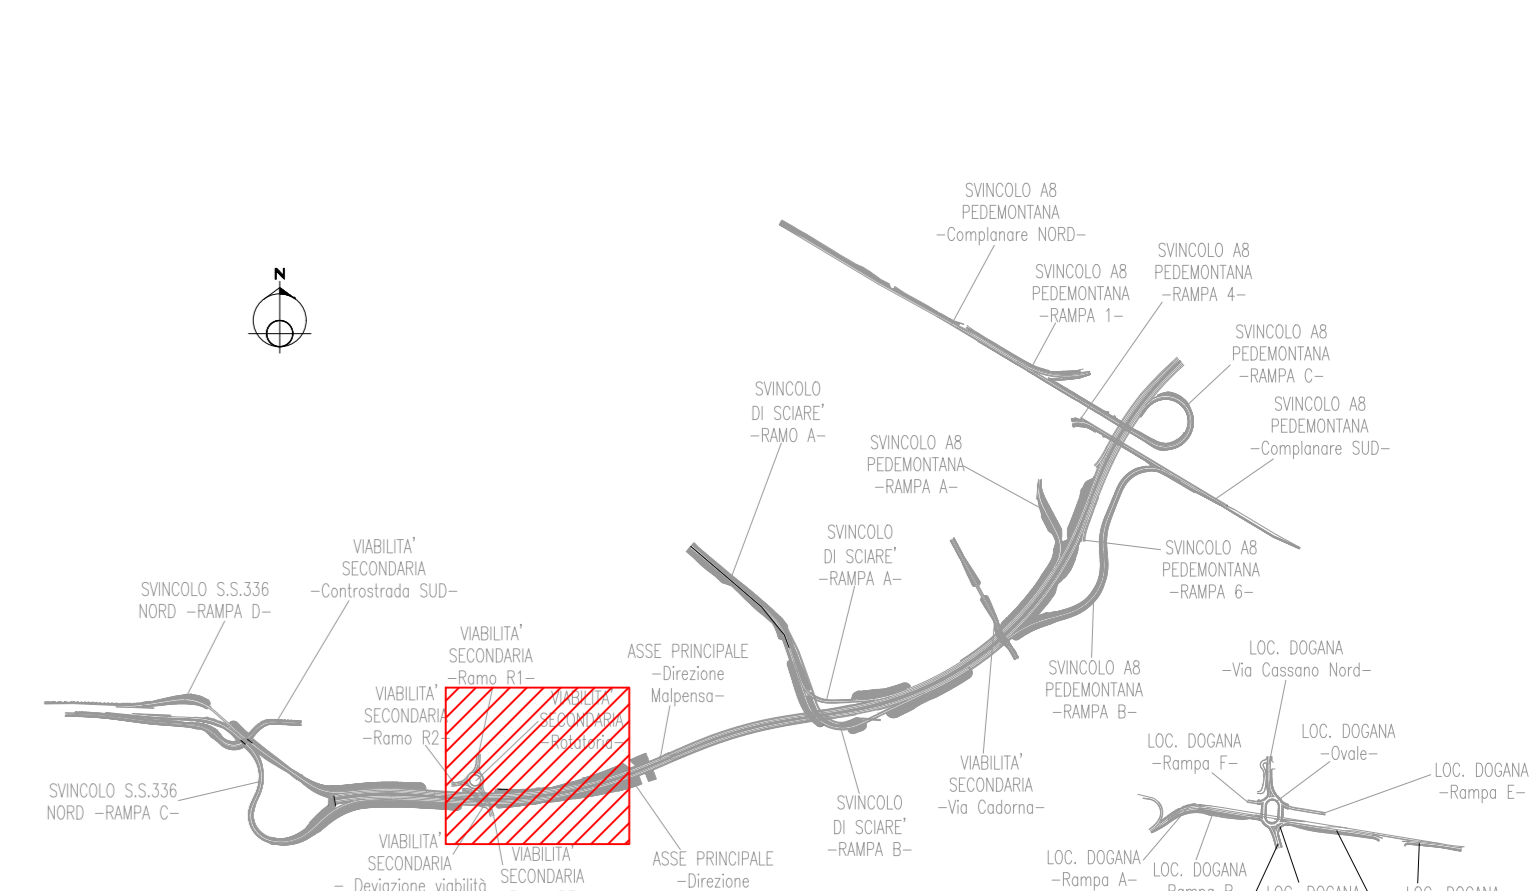 SVINCOLO A8
PEDEMONTANA
-Complanare NORD-
SVINCOLO A8
PEDEMONTANA
-RAMPA 4-
SVINCOLO A8
PEDEMONTANA
-RAMPA 1-
N
SVINCOLO A8
PEDEMONTANA
-RAMPA C-
SVINCOLO
DI SCIARE'
-RAMO A-
SVINCOLO A8
PEDEMONTANA
-Complanare SUD-
SVINCOLO A8
PEDEMONTANA
-RAMPA A-
SVINCOLO
DI SCIARE'
-RAMPA A-
VIABILITA'
SECONDARIA
-Controstrada SUD-
SVINCOLO A8
PEDEMONTANA
-RAMPA 6-
SVINCOLO S.S.336
NORD -RAMPA D-
VIABILITA'
SECONDARIA
-Ramo R1-
ASSE PRINCIPALE
-Direzione
Malpensa-
LOC. DOGANA
-Via Cassano Nord-
SVINCOLO A8
PEDEMONTANA
-RAMPA B-
VIABILITA'
SECONDARIA
-Ramo R2-
VIABILITA'
SECONDARIA
-Rotatoria-
LOC. DOGANA
-Ovale-
LOC. DOGANA
-Rampa F-
VIABILITA'
SECONDARIA
-Via Cadorna-
LOC. DOGANA
-Rampa E-
SVINCOLO S.S.336
NORD -RAMPA C-
SVINCOLO
DI SCIARE'
-RAMPA B-
VIABILITA'
SECONDARIA
- Deviazione viabilità
VIABILITA'
SECONDARIA
ASSE PRINCIPALE
-Direzione
LOC. DOGANA
-Rampa A-
LOC. DOGANA
LOC. DOGANA
LOC. DOGANA